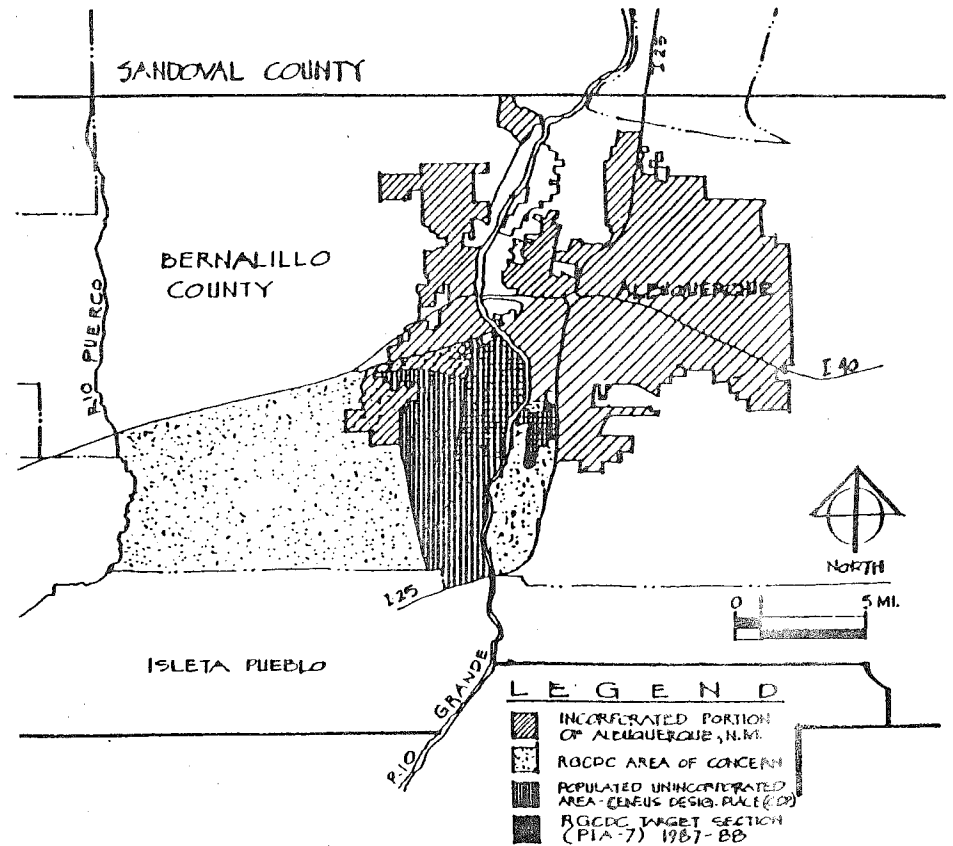 SANDOVAL COUNTY
I 25
BERNALILLO
COUNTY
ALBUQUERQUE
RIO PUERCO
I 40
NORTH
0 5 MI.
I 25
ISLETA PUEBLO
RIO GRANDE
LEGEND
INCORPORATED PORTION
OF ALBUQUERQUE, N.M.
RGCDC AREA OF CONCERN
POPULATED UNINCORPORATED
AREA-CENSUS DESIG. PLACE (CDP)
RGCDC TARGET SECTION
(PIA-7) 1987-88